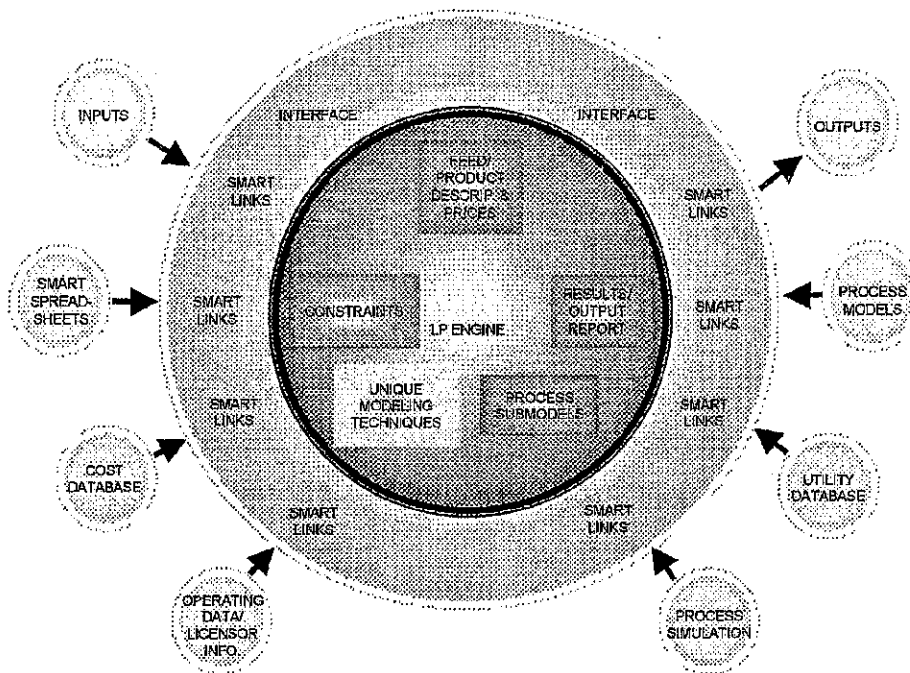 INPUTS
INTERFACE
INTERFACE
OUTPUTS
FEED/
PRODUCT
DESCRIP. &
PRICES
SMART
LINKS
SMART
LINKS
SMART
SPREAD-
SHEETS
SMART
LINKS
CONSTRAINTS
LP ENGINE
RESULTS/
OUTPUT
REPORT
SMART
LINKS
PROCESS
MODELS
UNIQUE
MODELING
TECHNIQUES
PROCESS
SUBMODELS
SMART
LINKS
SMART
LINKS
COST
DATABASE
UTILITY
DATABASE
SMART
LINKS
SMART
LINKS
OPERATING
DATA/
LICENSOR
INFO.
PROCESS
SIMULATION